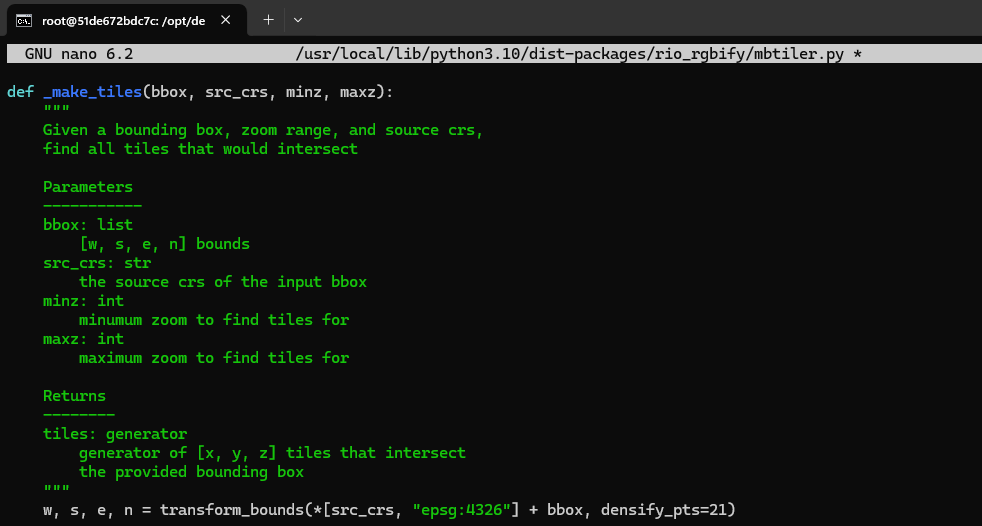 root@51de672bdc7c: /opt/de
GNU nano 6.2 /usr/local/lib/python3.10/dist-packages/rio_rgbify/mbtiler.py *
def _make_tiles(bbox, src_crs, minz, maxz):
"""
Given a bounding box, zoom range, and source crs,
find all tiles that would intersect
Parameters
-----------
bbox: list
[w, s, e, n] bounds
src_crs: str
the source crs of the input bbox
minz: int
minumum zoom to find tiles for
maxz: int
maximum zoom to find tiles for
Returns
--------
tiles: generator
generator of [x, y, z] tiles that intersect
the provided bounding box
"""
w, s, e, n = transform_bounds(*[src_crs, "epsg:4326"] + bbox, densify_pts=21)